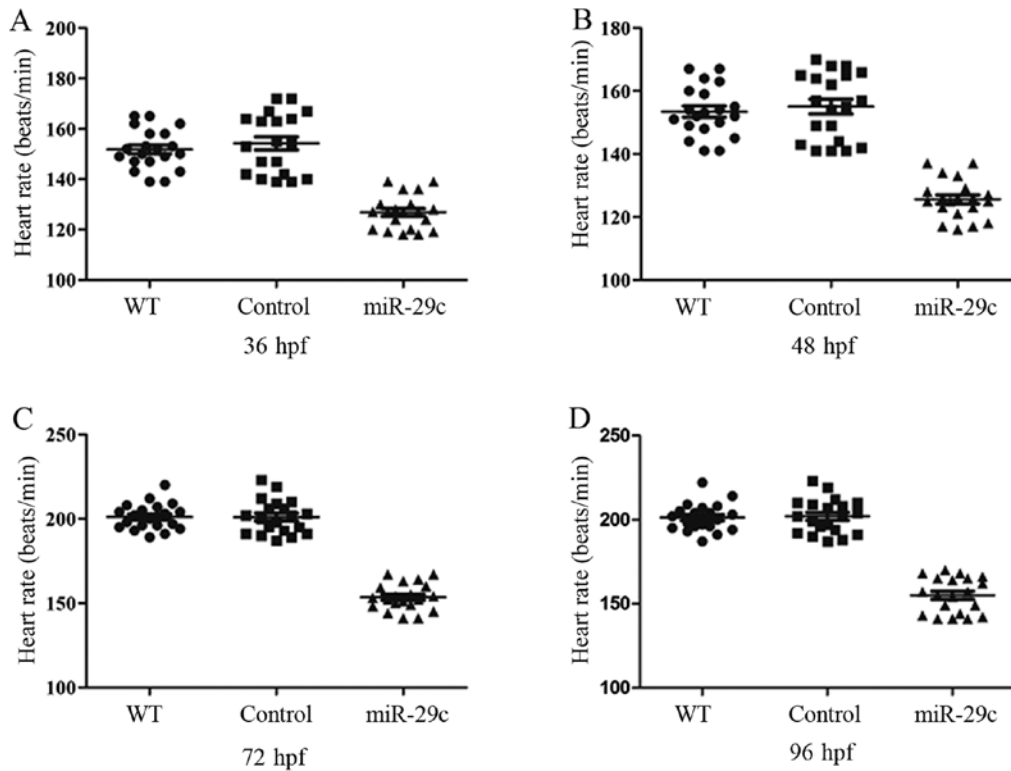 A
Heart rate (beats/min)
200
180
160
140
120
100
WT Control miR-29c
36 hpf
B
Heart rate (beats/min)
180
160
140
120
100
WT Control miR-29c
48 hpf
C
Heart rate (beats/min)
250
200
150
100
WT Control miR-29c
72 hpf
D
Heart rate (beats/min)
250
200
150
100
WT Control miR-29c
96 hpf